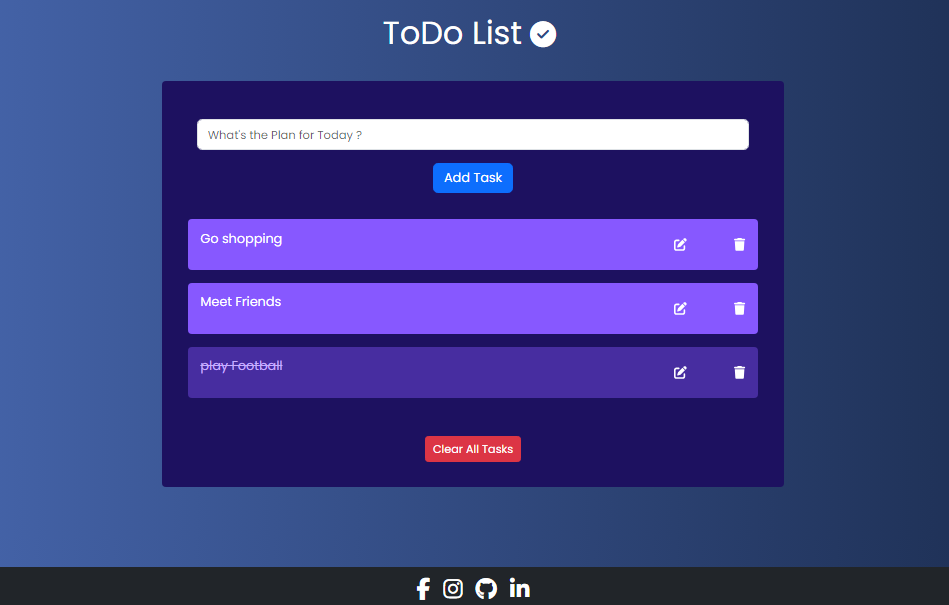 ToDo List
What's the Plan for Today ?
Add Task
Go shopping
Meet Friends
play Football
Clear All Tasks